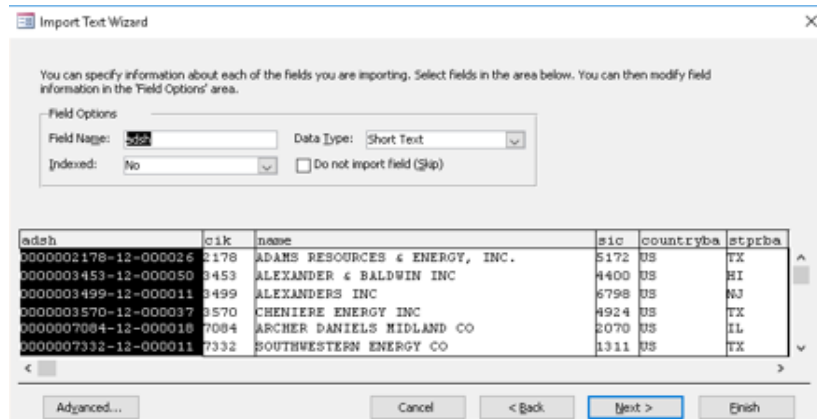 Import Text Wizard
You can specify information about each of the fields you are importing. Select fields in the area below. You can then modify field
information in the 'Field Options' area.
Field Options
Field Name: adsh Data Type: Short Text
Indexed: No Do not import field (Skip)
adsh cik name sic countryba stprba
0000002178-12-000026 2178 ADAMS RESOURCES & ENERGY, INC. 5172 US TX
0000003453-12-000050 3453 ALEXANDER & BALDWIN INC 4400 US HI
0000003499-12-000011 3499 ALEXANDERS INC 6798 US NJ
0000003570-12-000037 3570 CHENIERE ENERGY INC 4924 US TX
0000007084-12-000018 7084 ARCHER DANIELS MIDLAND CO 2070 US IL
0000007332-12-000011 7332 SOUTHWESTERN ENERGY CO 1311 US TX
Advanced... Cancel < Back Next > Finish